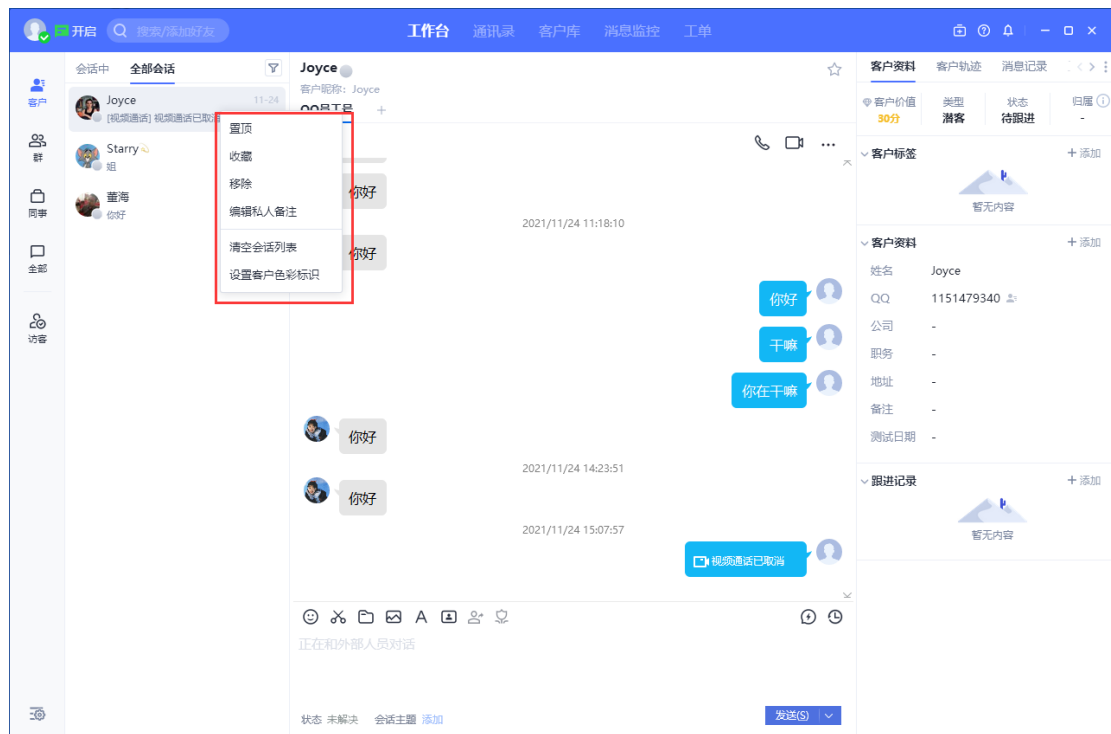 开启
搜索/添加好友
工作台 通讯录 客户库 消息监控 工单
客户
群
同事
全部
访客
会话中 全部会话
Joyce 11-24
[视频通话] 视频通话已取
Starry
姐
董海
你好
置顶
收藏
移除
编辑私人备注
清空会话列表
设置客户色彩标识
Joyce
客户昵称: Joyce
QQ员工号 +
你好
2021/11/24 11:18:10
你好
你好
干嘛
你在干嘛
你好
2021/11/24 14:23:51
你好
2021/11/24 15:07:57
视频通话已取消
正在和外部人员对话
状态 未解决 会话主题 添加
发送(S)
客户资料 客户轨迹 消息记录
客户价值 类型 状态 归属
30分 潜客 待跟进 -
客户标签 +添加
暂无内容
客户资料 +添加
姓名 Joyce
QQ 1151479340
公司 -
职务 -
地址 -
备注 -
测试日期 -
跟进记录 +添加
暂无内容